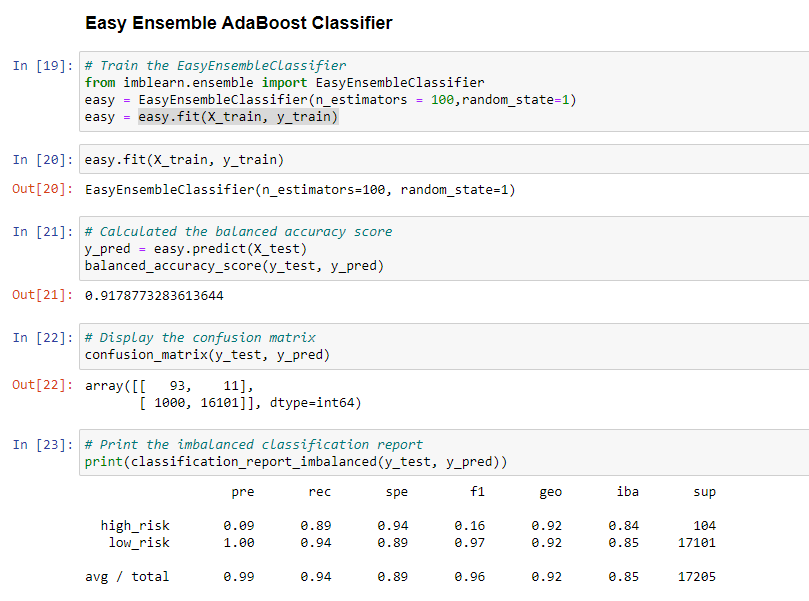 Easy Ensemble AdaBoost Classifier
In [19]: # Train the EasyEnsembleClassifier
from imblearn.ensemble import EasyEnsembleClassifier
easy = EasyEnsembleClassifier(n_estimators = 100,random_state=1)
easy = easy.fit(X_train, y_train)
In [20]: easy.fit(X_train, y_train)
Out[20]: EasyEnsembleClassifier(n_estimators=100, random_state=1)
In [21]: # Calculated the balanced accuracy score
y_pred = easy.predict(X_test)
balanced_accuracy_score(y_test, y_pred)
Out[21]: 0.9178773283613644
In [22]: # Display the confusion matrix
confusion_matrix(y_test, y_pred)
Out[22]: array([[   93,    11],
       [ 1000, 16101]], dtype=int64)
In [23]: # Print the imbalanced classification report
print(classification_report_imbalanced(y_test, y_pred))
pre rec spe f1 geo iba sup
high_risk 0.09 0.89 0.94 0.16 0.92 0.84 104
low_risk 1.00 0.94 0.89 0.97 0.92 0.85 17101
avg / total 0.99 0.94 0.89 0.96 0.92 0.85 17205